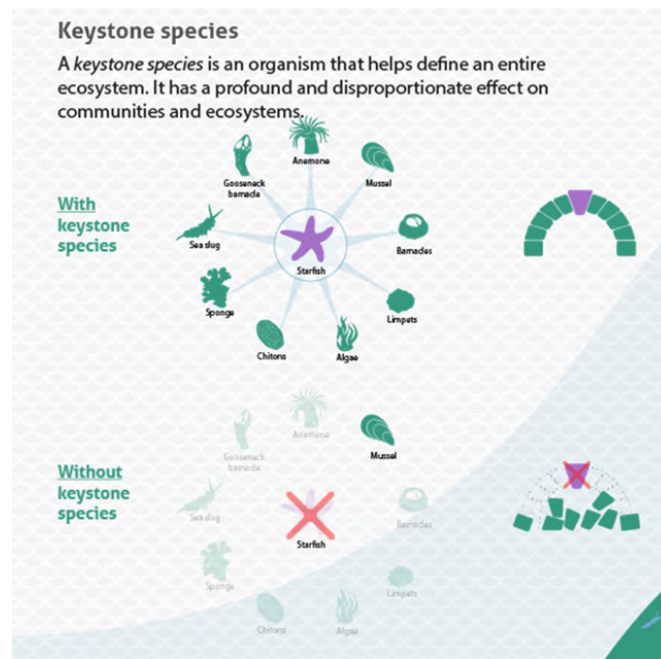 Keystone species
A keystone species is an organism that helps define an entire
ecosystem. It has a profound and disproportionate effect on
communities and ecosystems.
With
keystone
species
Anemone
Gooseneck
barnacle
Mussel
Sea slug
Barnacles
Starfish
Sponge
Limpets
Chitons
Algae
Without
keystone
species
Anemone
Gooseneck
barnacle
Mussel
Sea slug
Barnacles
Starfish
Sponge
Limpets
Chitons
Algae